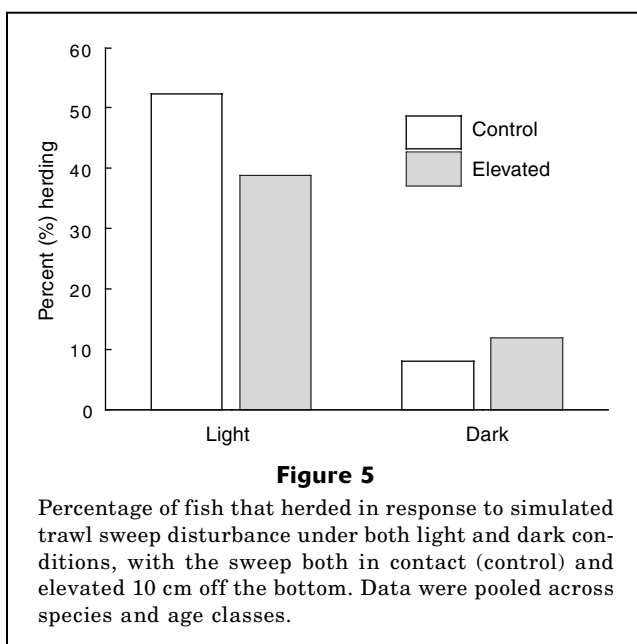 60
50
40
30
20
10
0
Percent (%) herding
Control
Elevated
Light Dark
Figure 5
Percentage of fish that herded in response to simulated
trawl sweep disturbance under both light and dark con-
ditions, with the sweep both in contact (control) and
elevated 10 cm off the bottom. Data were pooled across
species and age classes.